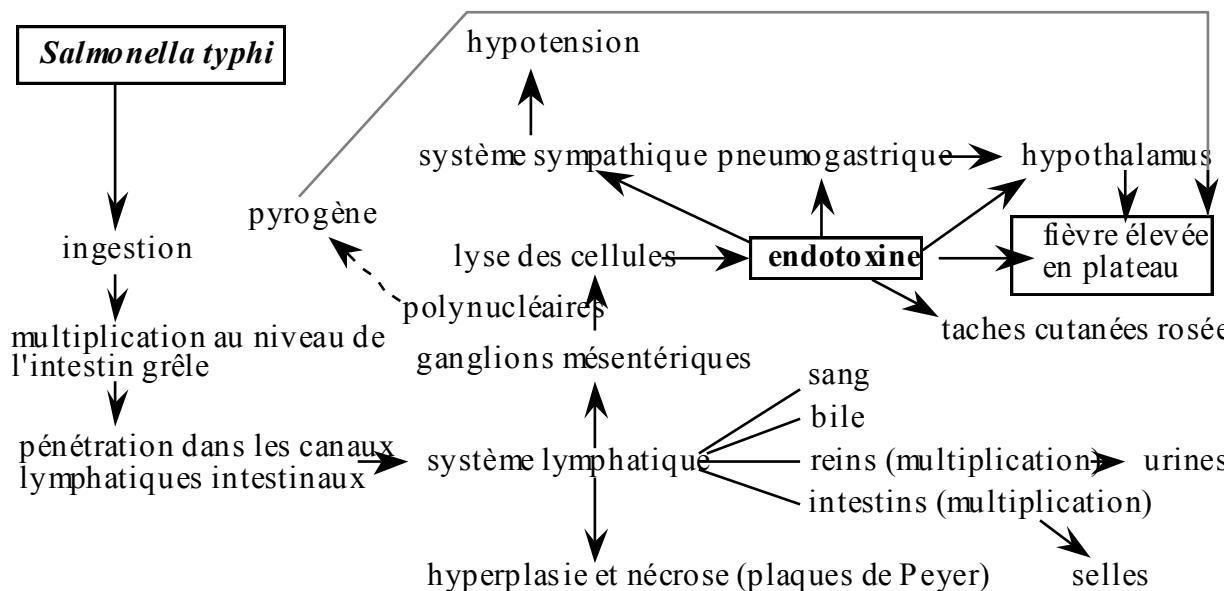 Salmonella typhi
hypotension
système sympathique pneumogastrique
hypothalamus
pyrogène
ingestion
lyse des cellules
endotoxine
fièvre élevée
en plateau
polynucléaires
taches cutanées rosée
multiplication au niveau de
l'intestin grêle
ganglions mésentériques
sang
bile
pénétration dans les canaux
lymphatiques intestinaux
système lymphatique
reins (multiplication)
urines
intestins (multiplication)
hyperplasie et nécrose (plaques de Peyer)
selles